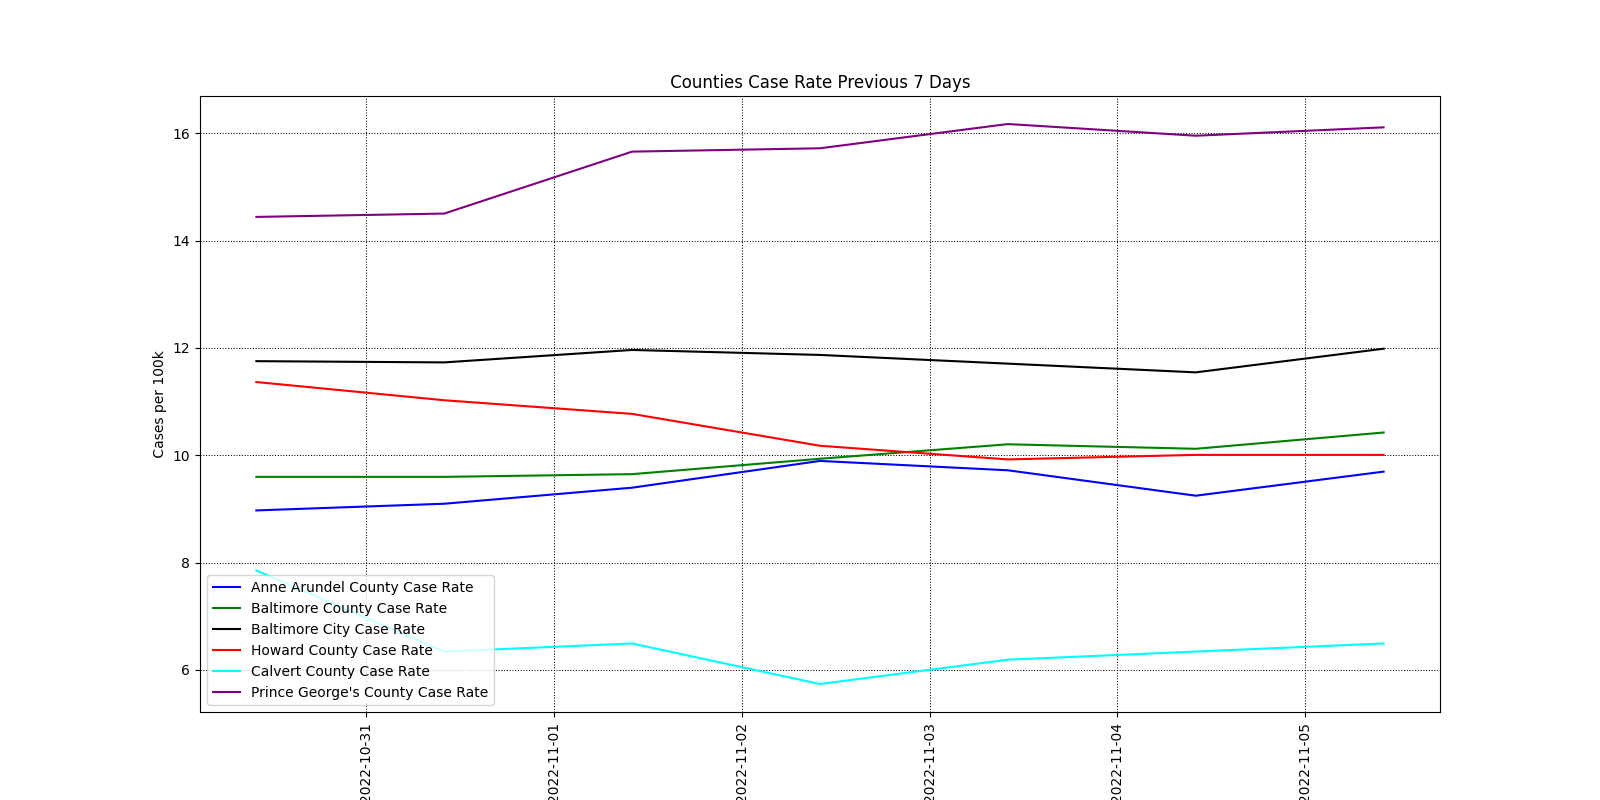 Counties Case Rate Previous 7 Days
Cases per 100k
16
14
12
10
8
6
Anne Arundel County Case Rate
Baltimore County Case Rate
Baltimore City Case Rate
Howard County Case Rate
Calvert County Case Rate
Prince George's County Case Rate
2022-10-31
2022-11-01
2022-11-02
2022-11-03
2022-11-04
2022-11-05